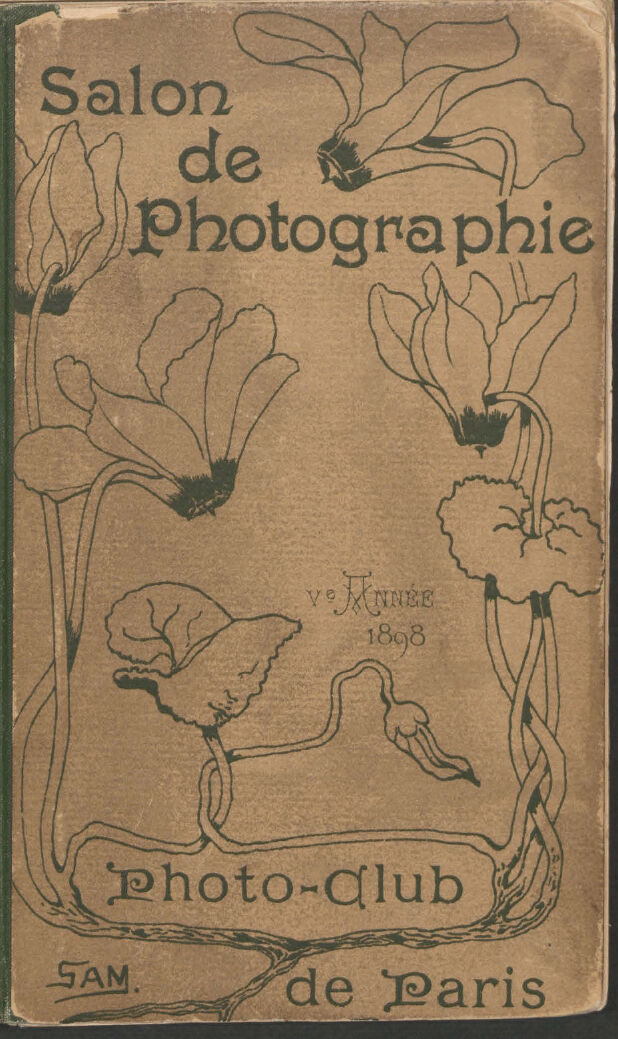 Salon
de
Photographie
Ve ANNÉE
1898
Photo-Club
SAM.
de Paris